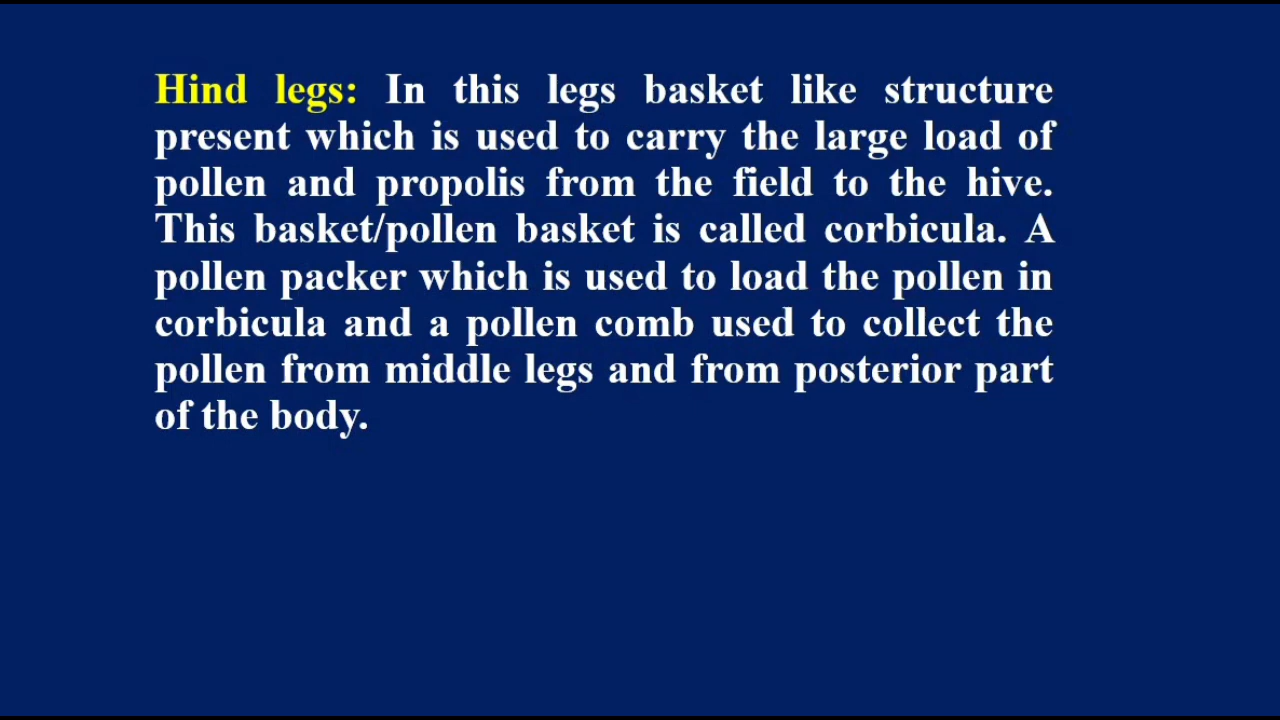 Hind legs: In this legs basket like structure
present which is used to carry the large load of
pollen and propolis from the field to the hive.
This basket/pollen basket is called corbicula. A
pollen packer which is used to load the pollen in
corbicula and a pollen comb used to collect the
pollen from middle legs and from posterior part
of the body.